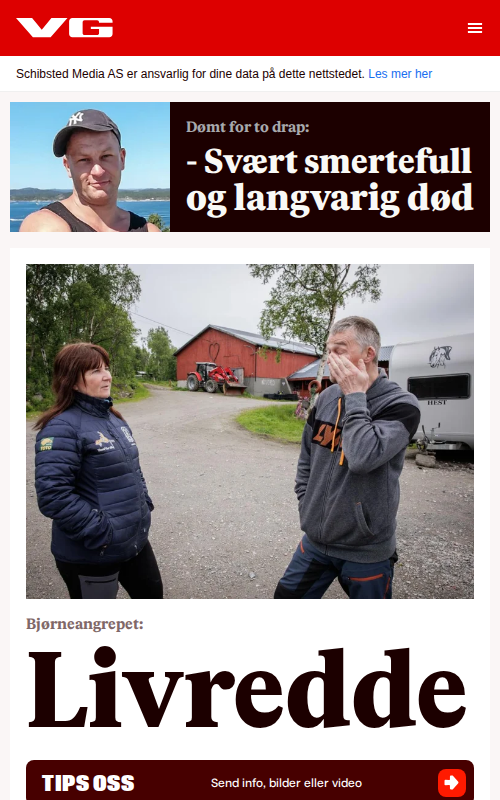 VG
Schibsted Media AS er ansvarlig for dine data på dette nettstedet. Les mer her
Dømt for to drap:
- Svært smertefull
og langvarig død
HEST
Bjørneangrepet:
Livredde
TIPS OSS
Send info, bilder eller video